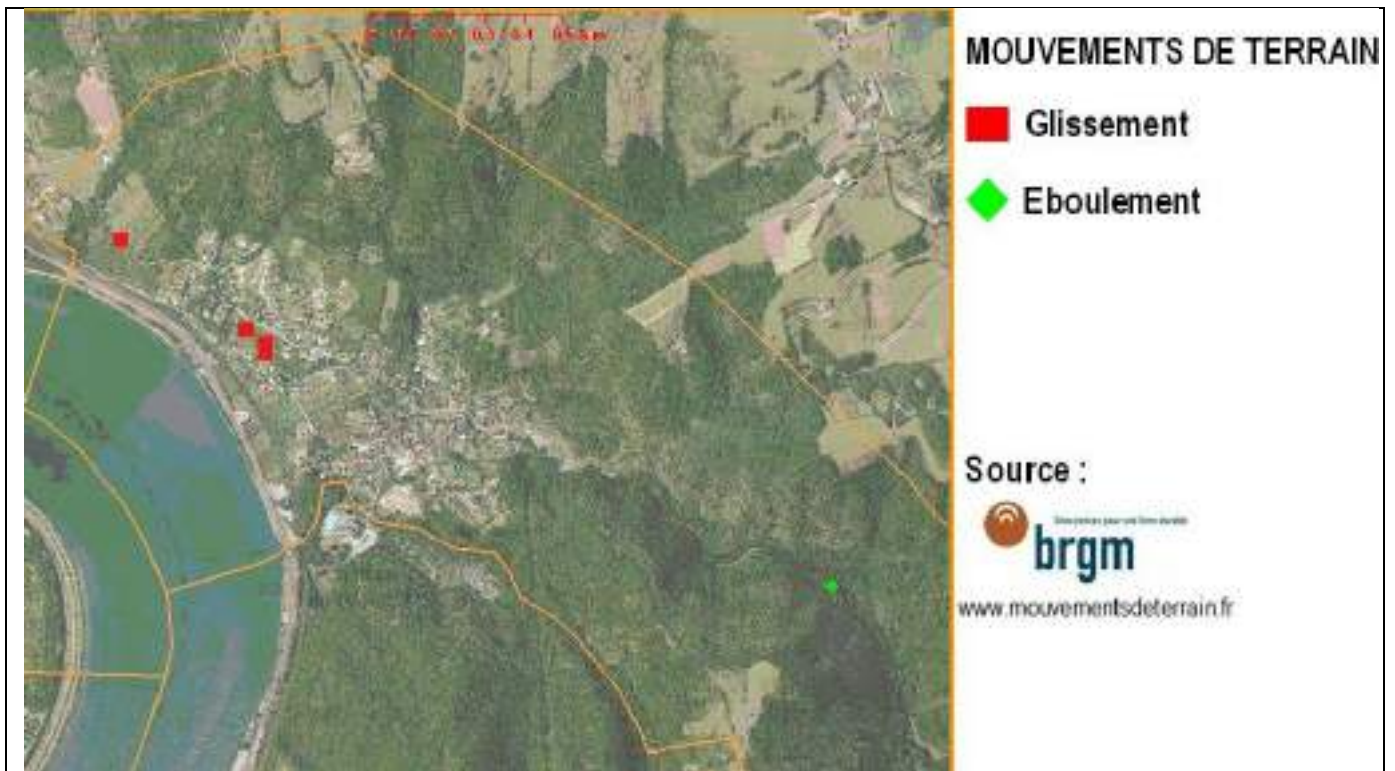 MOUVEMENTS DE TERRAIN
Glissement
Eboulement
Source :
brgm
www.mouvementsdeterrain.fr